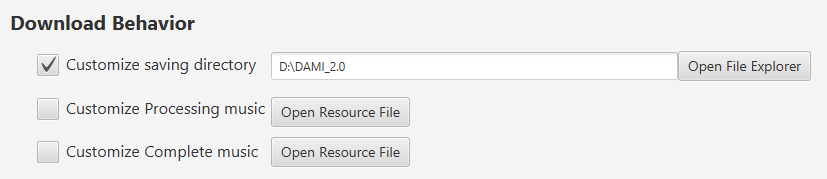 Download Behavior
Customize saving directory D:\DAMI_2.0 Open File Explorer
Customize Processing music Open Resource File
Customize Complete music Open Resource File